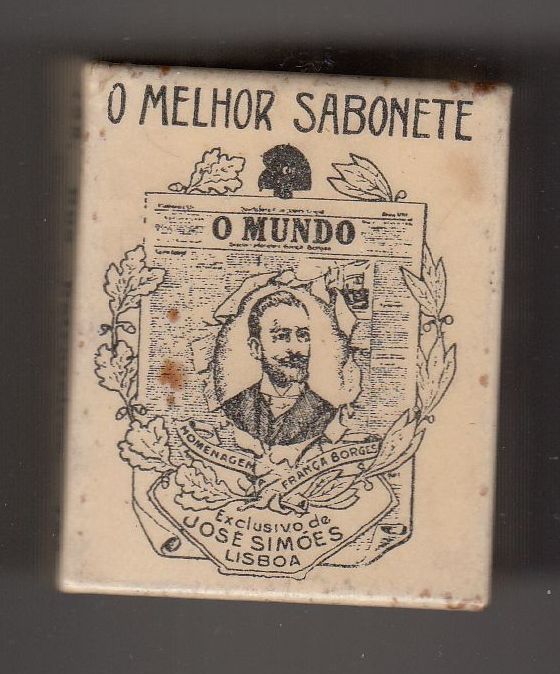 O MELHOR SABONETE
O MUNDO
HOMENAGEM
FRANÇA BORGES
Exclusivo de
JOSÉ SIMÕES
LISBOA